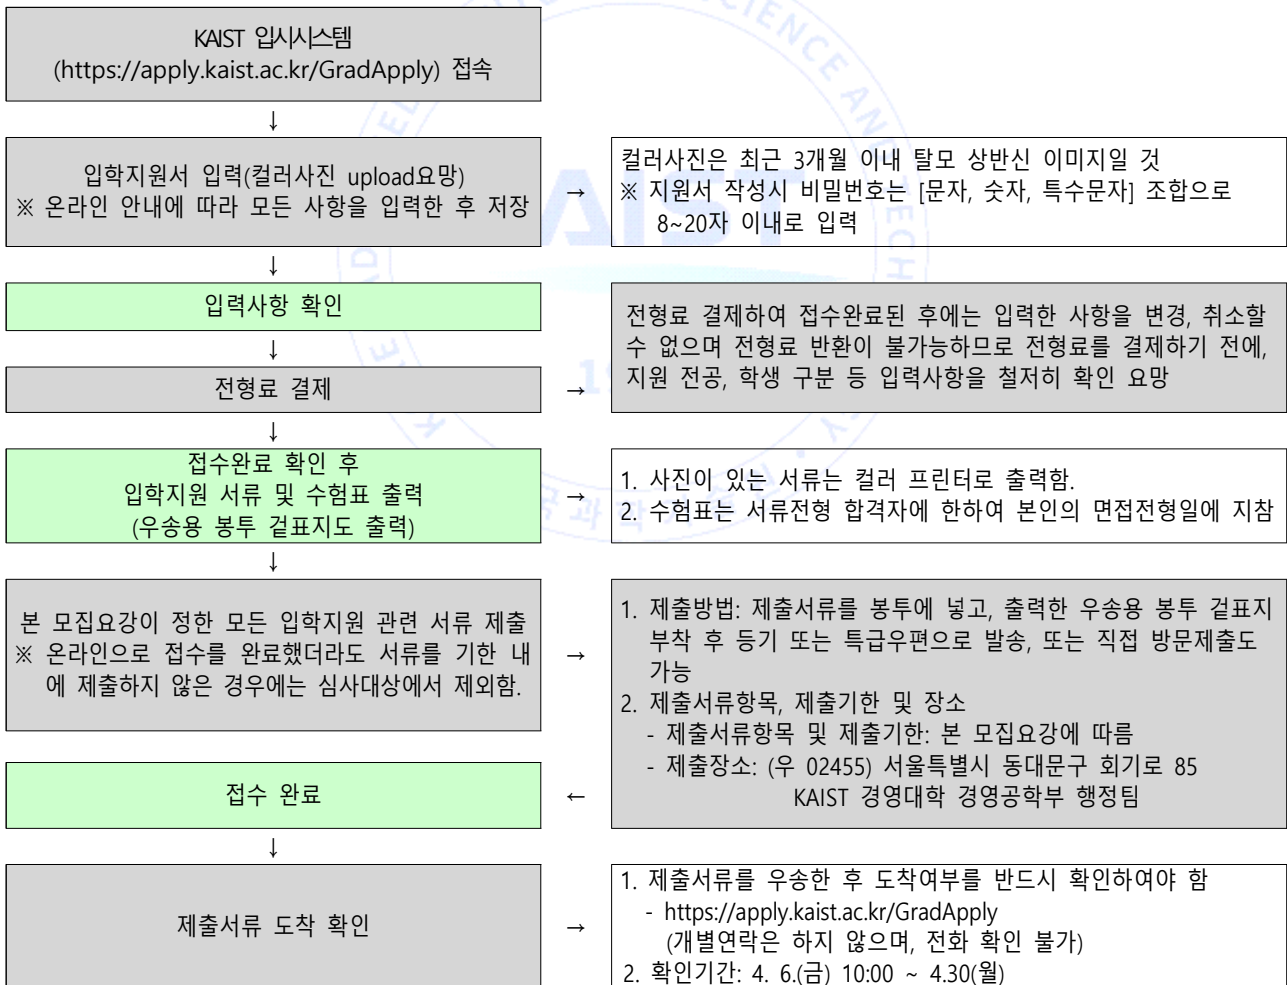 KAIST 입시시스템
(https://apply.kaist.ac.kr/GradApply) 접속
↓
입학지원서 입력(컬러사진 upload요망)
※ 온라인 안내에 따라 모든 사항을 입력한 후 저장
→
컬러사진은 최근 3개월 이내 탈모 상반신 이미지일 것
※ 지원서 작성시 비밀번호는 [문자, 숫자, 특수문자] 조합으로
8~20자 이내로 입력
↓
입력사항 확인
↓
전형료 결제
→
전형료 결제하여 접수완료된 후에는 입력한 사항을 변경, 취소할
수 없으며 전형료 반환이 불가능하므로 전형료를 결제하기 전에,
지원 전공, 학생 구분 등 입력사항을 철저히 확인 요망
↓
접수완료 확인 후
입학지원 서류 및 수험표 출력
(우송용 봉투 겉표지도 출력)
→
1. 사진이 있는 서류는 컬러 프린터로 출력함.
2. 수험표는 서류전형 합격자에 한하여 본인의 면접전형일에 지참
↓
본 모집요강이 정한 모든 입학지원 관련 서류 제출
※ 온라인으로 접수를 완료했더라도 서류를 기한 내
에 제출하지 않은 경우에는 심사대상에서 제외함.
→
1. 제출방법: 제출서류를 봉투에 넣고, 출력한 우송용 봉투 겉표지
부착 후 등기 또는 특급우편으로 발송, 또는 직접 방문제출도
가능
2. 제출서류항목, 제출기한 및 장소
- 제출서류항목 및 제출기한: 본 모집요강에 따름
- 제출장소: (우 02455) 서울특별시 동대문구 회기로 85
KAIST 경영대학 경영공학부 행정팀
접수 완료
←
↓
제출서류 도착 확인
→
1. 제출서류를 우송한 후 도착여부를 반드시 확인하여야 함
- https://apply.kaist.ac.kr/GradApply
(개별연락은 하지 않으며, 전화 확인 불가)
2. 확인기간: 4. 6.(금) 10:00 ~ 4.30(월)